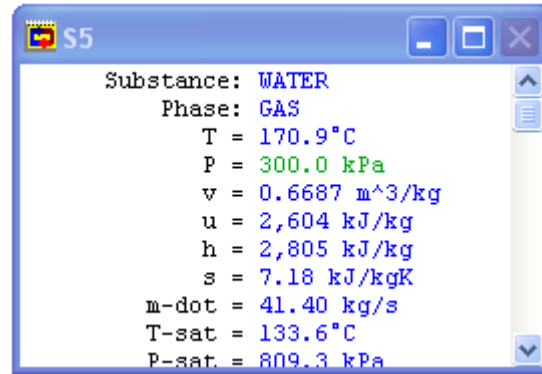 S5
Substance: WATER
Phase: GAS
T = 170.9°C
P = 300.0 kPa
v = 0.6687 m^3/kg
u = 2,604 kJ/kg
h = 2,805 kJ/kg
s = 7.18 kJ/kgK
m-dot = 41.40 kg/s
T-sat = 133.6°C
P-sat = 809.3 kPa